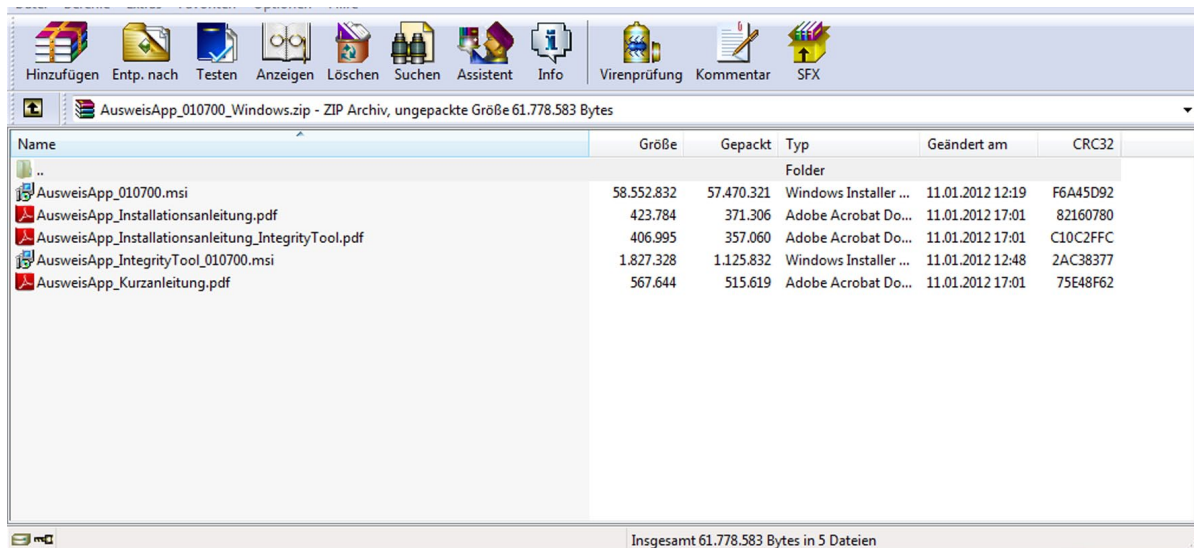 Hinzufügen Entp. nach Testen Anzeigen Löschen Suchen Assistent Info Virenprüfung Kommentar SFX
AusweisApp_010700_Windows.zip - ZIP Archiv, ungepackte Größe 61.778.583 Bytes
Name Größe Gepackt Typ Geändert am CRC32
.. Folder
AusweisApp_010700.msi 58.552.832 57.470.321 Windows Installer ... 11.01.2012 12:19 F6A45D92
AusweisApp_Installationsanleitung.pdf 423.784 371.306 Adobe Acrobat Do... 11.01.2012 17:01 82160780
AusweisApp_Installationsanleitung_IntegrityTool.pdf 406.995 357.060 Adobe Acrobat Do... 11.01.2012 17:01 C10C2FFC
AusweisApp_IntegrityTool_010700.msi 1.827.328 1.125.832 Windows Installer ... 11.01.2012 12:48 2AC38377
AusweisApp_Kurzanleitung.pdf 567.644 515.619 Adobe Acrobat Do... 11.01.2012 17:01 75E48F62
Insgesamt 61.778.583 Bytes in 5 Dateien